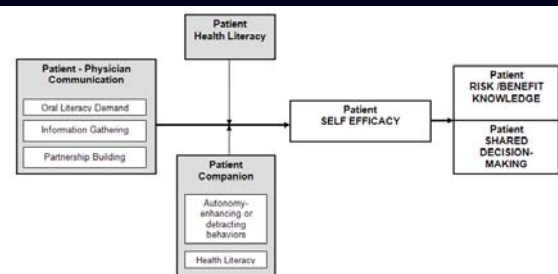 Patient
Health Literacy
Patient - Physician
Communication
Oral Literacy Demand
Information Gathering
Partnership Building
Patient
SELF EFFICACY
Patient
RISK /BENEFIT
KNOWLEDGE
Patient
SHARED
DECISION-
MAKING
Patient
Companion
Autonomy-
enhancing or
detracting
behaviors
Health Literacy